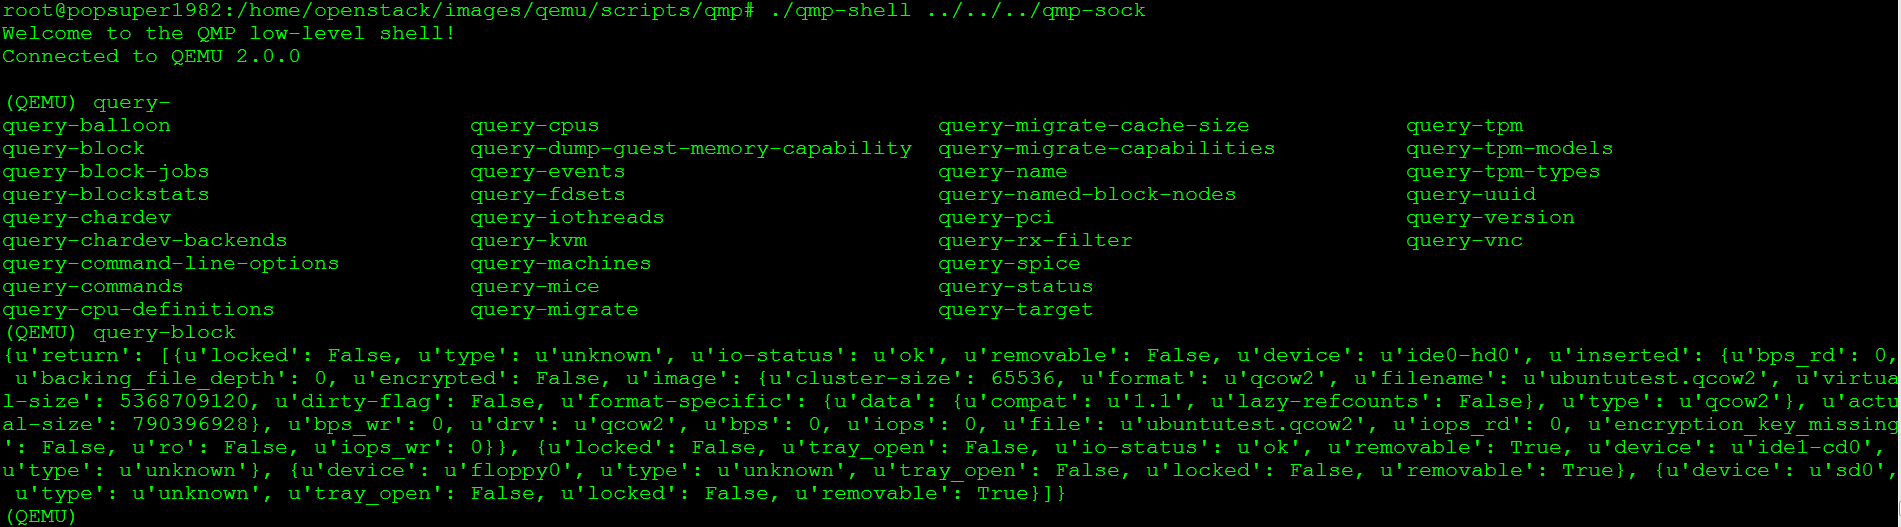 root@popsuper1982:/home/openstack/images/qemu/scripts/qmp# ./qmp-shell ../../../qmp-sock
Welcome to the QMP low-level shell!
Connected to QEMU 2.0.0
(QEMU) query-
query-balloon query-cpus query-migrate-cache-size query-tpm
query-block query-dump-guest-memory-capability query-migrate-capabilities query-tpm-models
query-block-jobs query-events query-name query-tpm-types
query-blockstats query-fdsets query-named-block-nodes query-uuid
query-chardev query-iothreads query-pci query-version
query-chardev-backends query-kvm query-rx-filter query-vnc
query-command-line-options query-machines query-spice
query-commands query-mice query-status
query-cpu-definitions query-migrate query-target
(QEMU) query-block
{u'return': [{u'locked': False, u'type': u'unknown', u'io-status': u'ok', u'removable': False, u'device': u'ide0-hd0', u'inserted': {u'bps_rd': 0,
 u'backing_file_depth': 0, u'encrypted': False, u'image': {u'cluster-size': 65536, u'format': u'qcow2', u'filename': u'ubuntutest.qcow2', u'virtua
l-size': 5368709120, u'dirty-flag': False, u'format-specific': {u'data': {u'compat': u'1.1', u'lazy-refcounts': False}, u'type': u'qcow2'}, u'actu
al-size': 790396928}, u'bps_wr': 0, u'drv': u'qcow2', u'bps': 0, u'iops': 0, u'file': u'ubuntutest.qcow2', u'iops_rd': 0, u'encryption_key_missing
': False, u'ro': False, u'iops_wr': 0}}, {u'locked': False, u'tray_open': False, u'io-status': u'ok', u'removable': True, u'device': u'ide1-cd0',
u'type': u'unknown'}, {u'device': u'floppy0', u'type': u'unknown', u'tray_open': False, u'locked': False, u'removable': True}, {u'device': u'sd0',
 u'type': u'unknown', u'tray_open': False, u'locked': False, u'removable': True}]}
(QEMU)